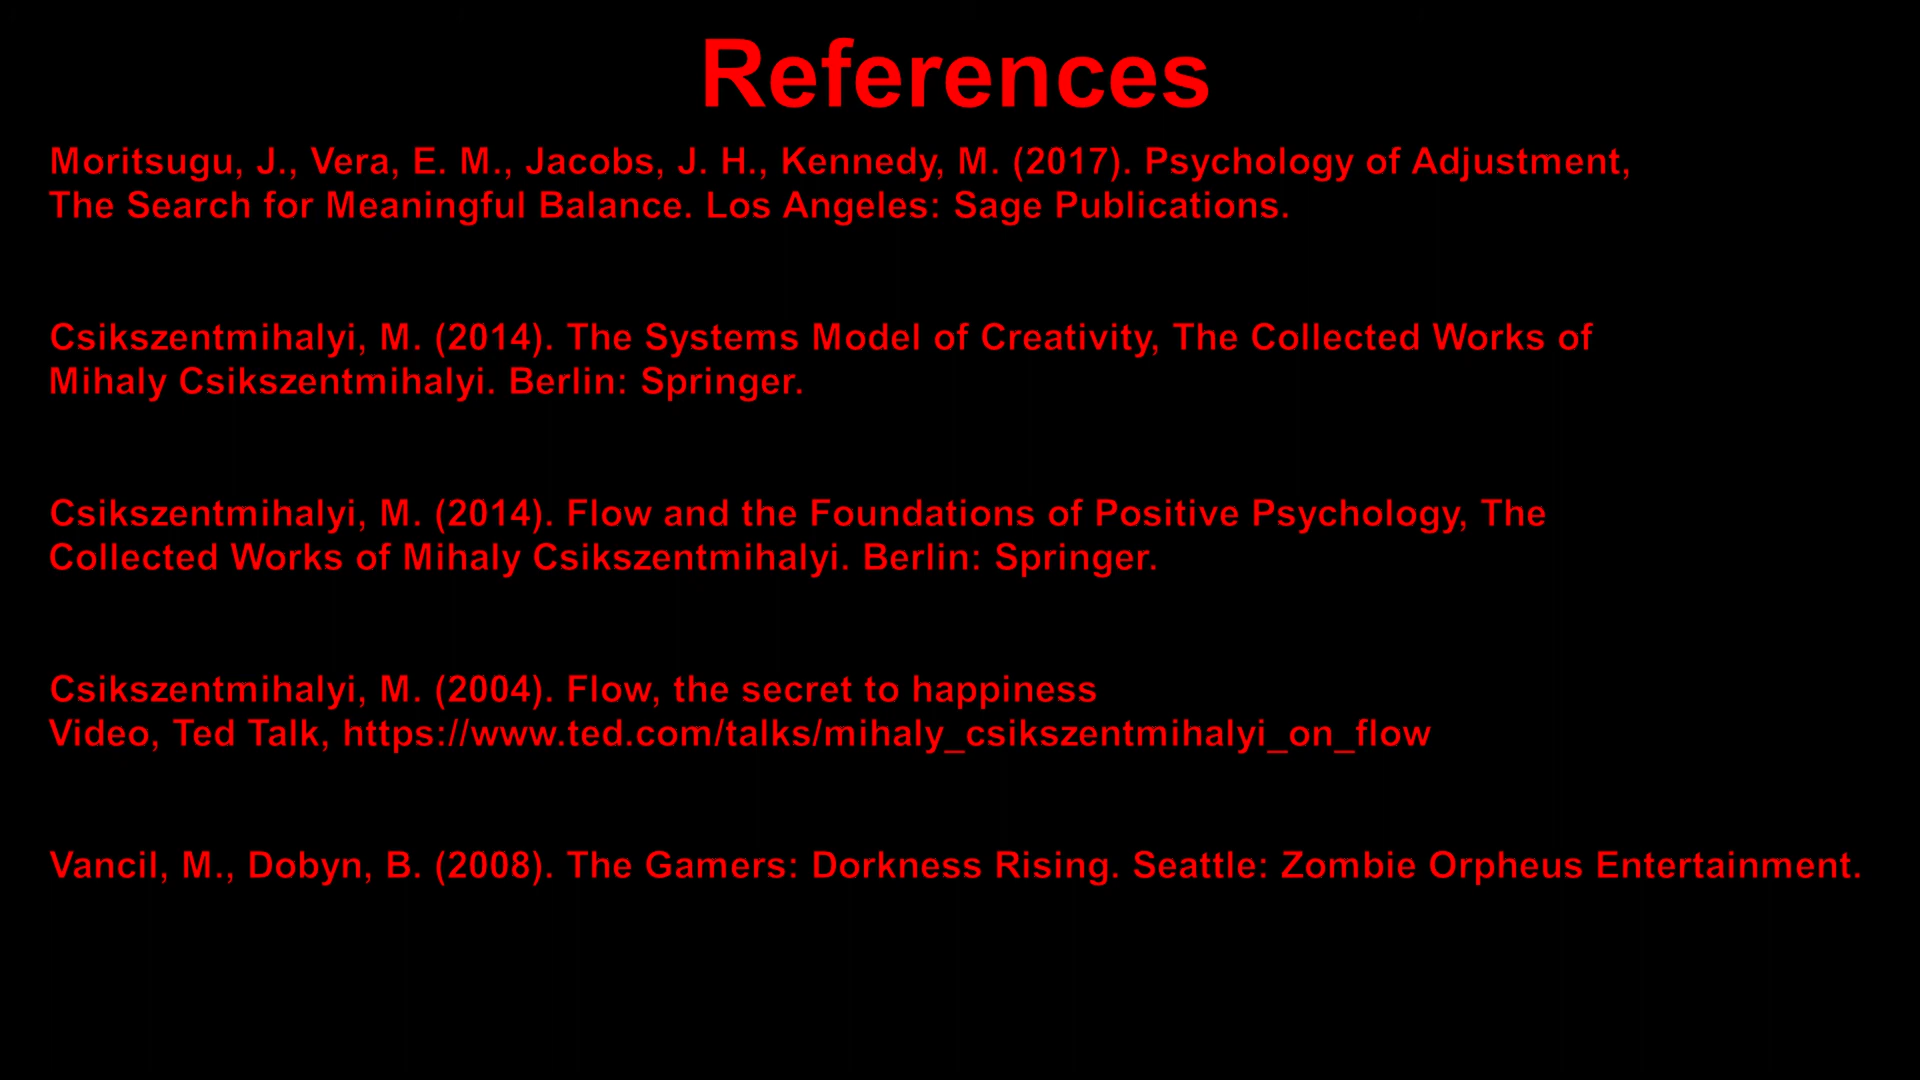 References
Moritsugu, J., Vera, E. M., Jacobs, J. H., Kennedy, M. (2017). Psychology of Adjustment,
The Search for Meaningful Balance. Los Angeles: Sage Publications.
Csikszentmihalyi, M. (2014). The Systems Model of Creativity, The Collected Works of
Mihaly Csikszentmihalyi. Berlin: Springer.
Csikszentmihalyi, M. (2014). Flow and the Foundations of Positive Psychology, The
Collected Works of Mihaly Csikszentmihalyi. Berlin: Springer.
Csikszentmihalyi, M. (2004). Flow, the secret to happiness
Video, Ted Talk, https://www.ted.com/talks/mihaly_csikszentmihalyi_on_flow
Vancil, M., Dobyn, B. (2008). The Gamers: Dorkness Rising. Seattle: Zombie Orpheus Entertainment.